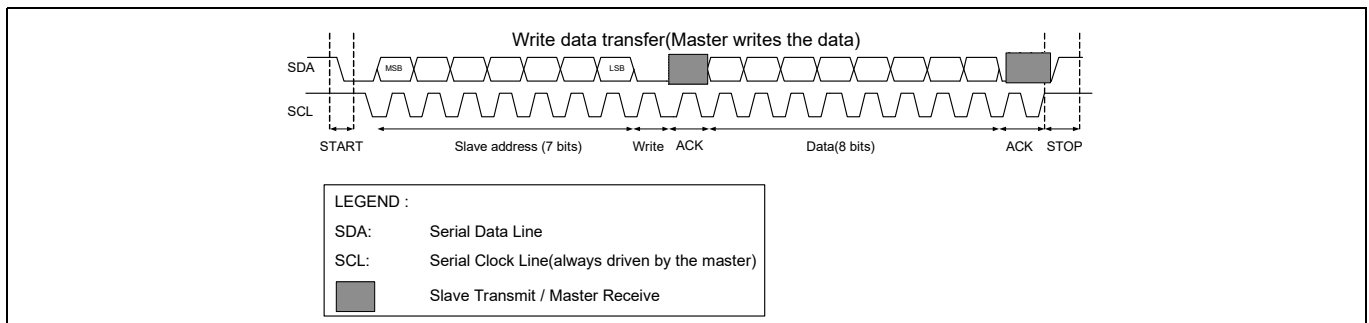 Write data transfer(Master writes the data)
SDA
MSB
LSB
SCL
START
Slave address (7 bits)
Write
ACK
Data(8 bits)
ACK
STOP
LEGEND :
SDA: Serial Data Line
SCL: Serial Clock Line(always driven by the master)
Slave Transmit / Master Receive